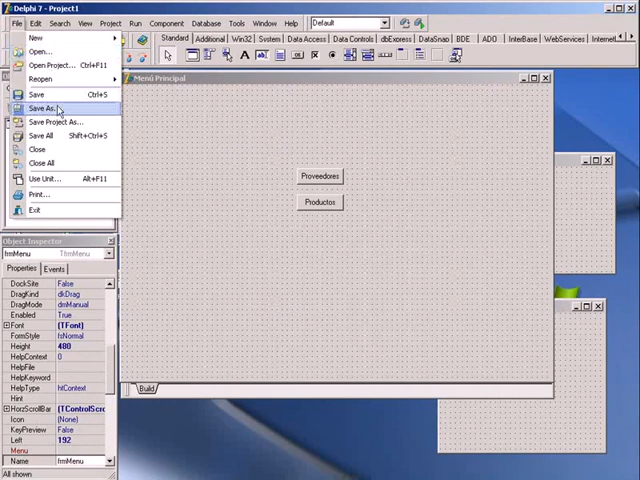 Delphi 7 - Project1
File Edit Search View Project Run Component Database Tools Window Help Default
New
Open...
Open Project... Ctrl+F11
Reopen
Save Ctrl+S
Save As...
Save Project As...
Save All Shift+Ctrl+S
Close
Close All
Use Unit... Alt+F11
Print...
Exit
Standard Additional Win32 System Data Access Data Controls dbExpress DataSnap BDE ADO InterBase WebServices
Menú Principal
Proveedores
Productos
Build
Object Inspector
frmMenu TfrmMenu
Properties Events
DockSite False
DragKind dkDrag
DragMode dmManual
Enabled True
Font (TFont)
FormStyle fsNormal
Height 480
HelpContext 0
HelpFile
HelpKeyword
HelpType htContext
HorzScrollBar (TControlScro
Icon (None)
KeyPreview False
Left 192
Menu
Name frmMenu
All shown